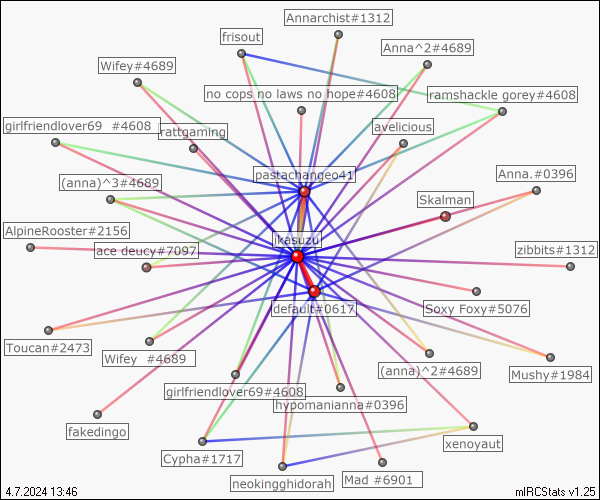 Annarchist#1312
frisout
Anna^2#4689
Wifey#4689
no cops no laws no hope#4608
ramshackle gorey#4608
girlfriendlover69  #4608
rattgaming
avelicious
pastachangeo41
(anna)^3#4689
Anna.#0396
Skalman
AlpineRooster#2156
ikasuzu
ace deucy#7097
zibbits#1312
default#0617
Soxy Foxy#5076
Toucan#2473
Wifey  #4689
(anna)^2#4689
Mushy#1984
girlfriendlover69#4608
hypomanianna#0396
fakedingo
xenoyaut
Cypha#1717
neokingghidorah
Mad  #6901
4.7.2024 13:46
mIRCStats v1.25